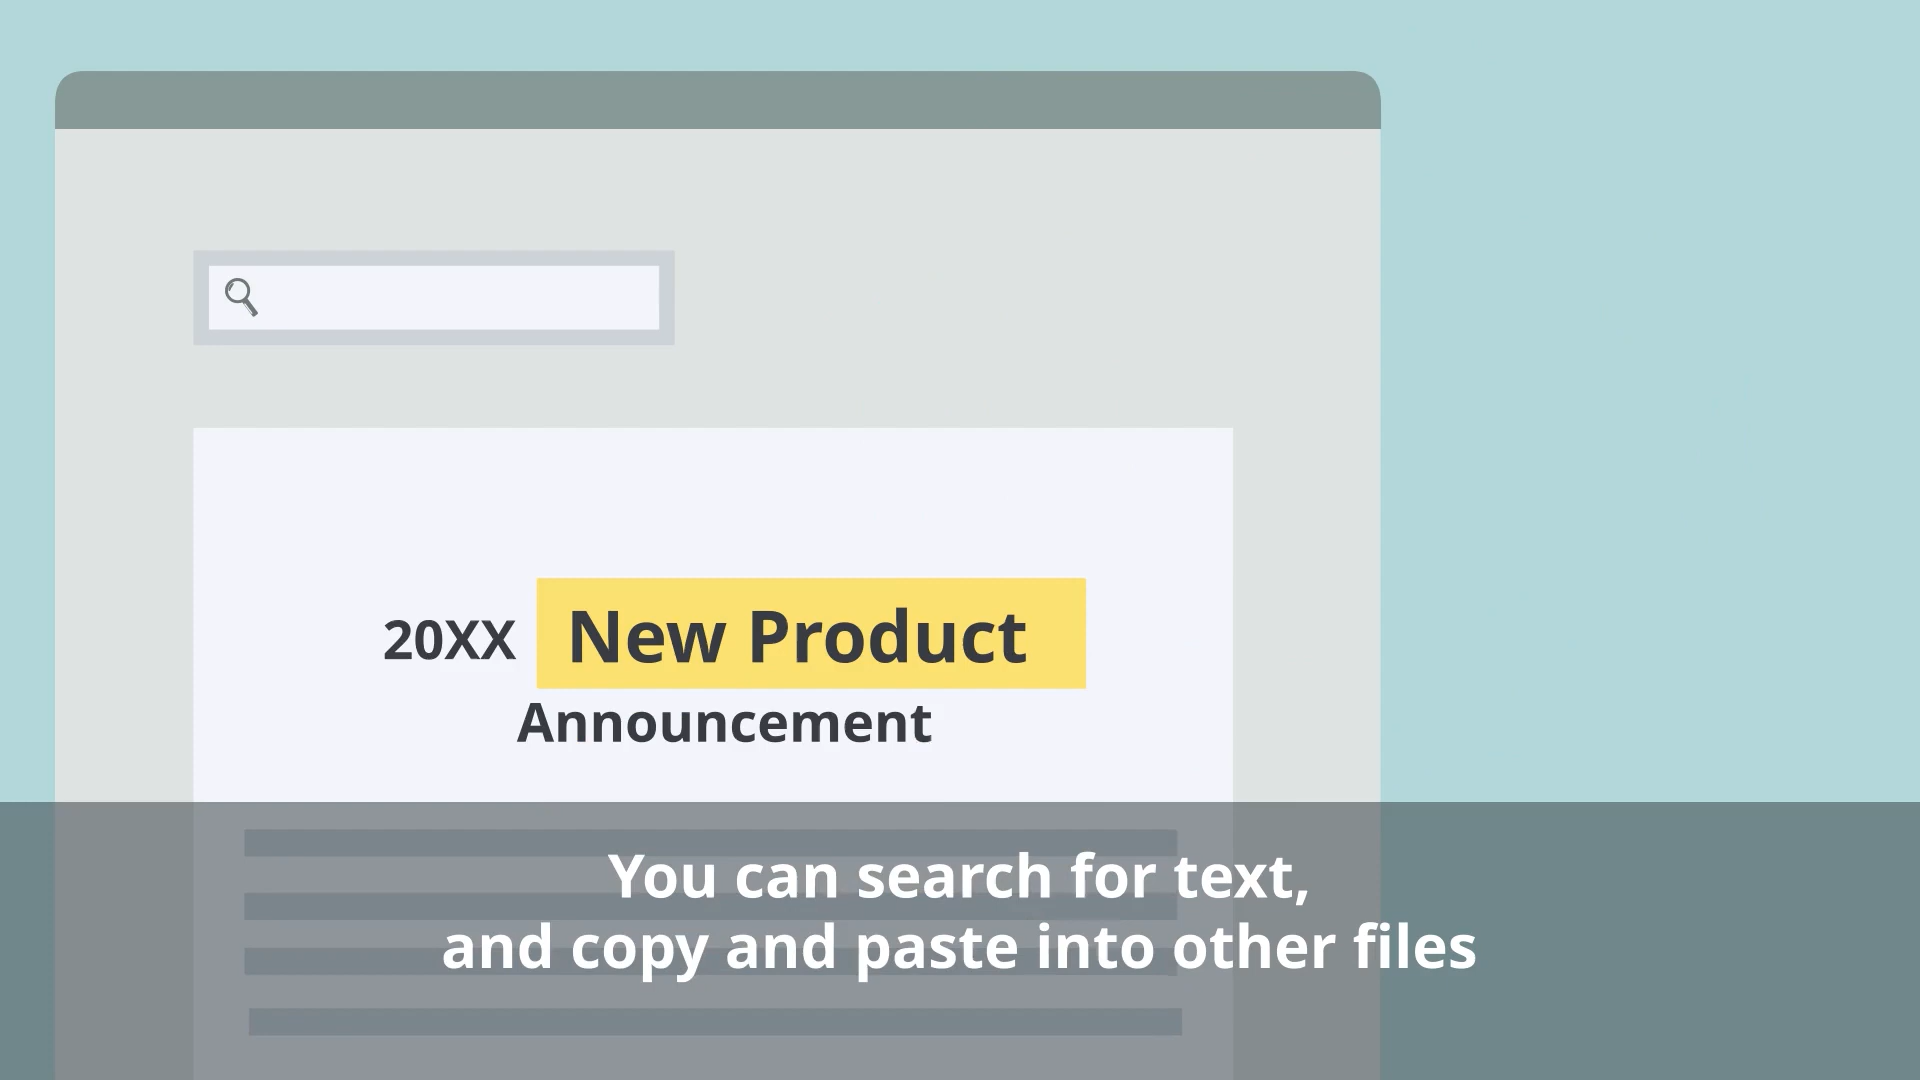 20XX New Product
Announcement
You can search for text,
and copy and paste into other files